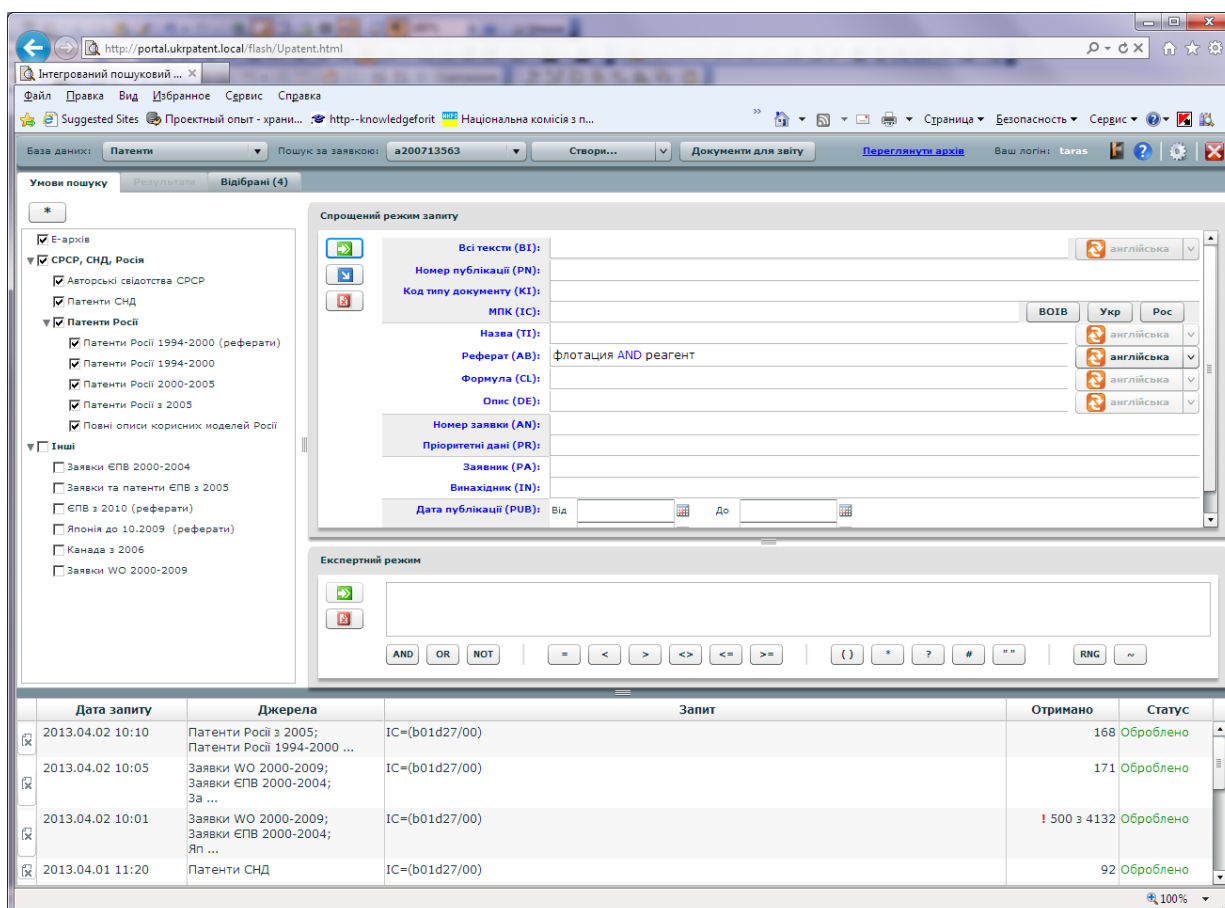 http://portal.ukrpatent.local/flash/Upatent.html
Інтегрований пошуковий ...
Файл Правка Вид Избранное Сервис Справка
Suggested Sites Проектный опыт - храни... http--knowledgeforit НКРЕ Національна комісія з п... » Страница Безопасность Сервис
База даних: Патенти Пошук за заявкою: a200713563 Створи... Документи для звіту Переглянути архів Ваш логін: taras
Умови пошуку Результати Відібрані (4)
*
Спрощений режим запиту
Е-архів
СРСР, СНД, Росія
Авторські свідотства СРСР
Патенти СНД
Патенти Росії
Патенти Росії 1994-2000 (реферати)
Патенти Росії 1994-2000
Патенти Росії 2000-2005
Патенти Росії з 2005
Повні описи корисних моделей Росії
Інші
Заявки ЄПВ 2000-2004
Заявки та патенти ЄПВ з 2005
ЄПВ з 2010 (реферати)
Японія до 10.2009 (реферати)
Канада з 2006
Заявки WO 2000-2009
Всі тексти (BI): англійська
Номер публікації (PN):
Код типу документу (KI):
МПК (IC): ВОІВ Укр Рос
Назва (TI): англійська
Реферат (AB): флотация AND реагент англійська
Формула (CL): англійська
Опис (DE): англійська
Номер заявки (AN):
Пріоритетні дані (PR):
Заявник (PA):
Винахідник (IN):
Дата публікації (PUB): Від До
Експертний режим
AND OR NOT = < > <> <= >= ( ) * ? # " " RNG ~
Дата запиту Джерела Запит Отримано Статус
2013.04.02 10:10 Патенти Росії з 2005; IC=(b01d27/00) 168 Оброблено
Патенти Росії 1994-2000 ...
2013.04.02 10:05 Заявки WO 2000-2009; IC=(b01d27/00) 171 Оброблено
Заявки ЄПВ 2000-2004;
За ...
2013.04.02 10:01 Заявки WO 2000-2009; IC=(b01d27/00) ! 500 з 4132 Оброблено
Заявки ЄПВ 2000-2004;
Яп ...
2013.04.01 11:20 Патенти СНД IC=(b01d27/00) 92 Оброблено
100%